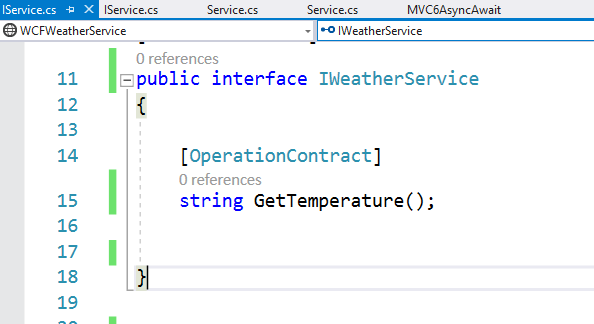 IService.cs IService.cs Service.cs Service.cs MVC6AsyncAwait
WCFWeatherService IWeatherService
0 references
11 public interface IWeatherService
12 {
13
14 [OperationContract]
0 references
15 string GetTemperature();
16
17
18 }
19